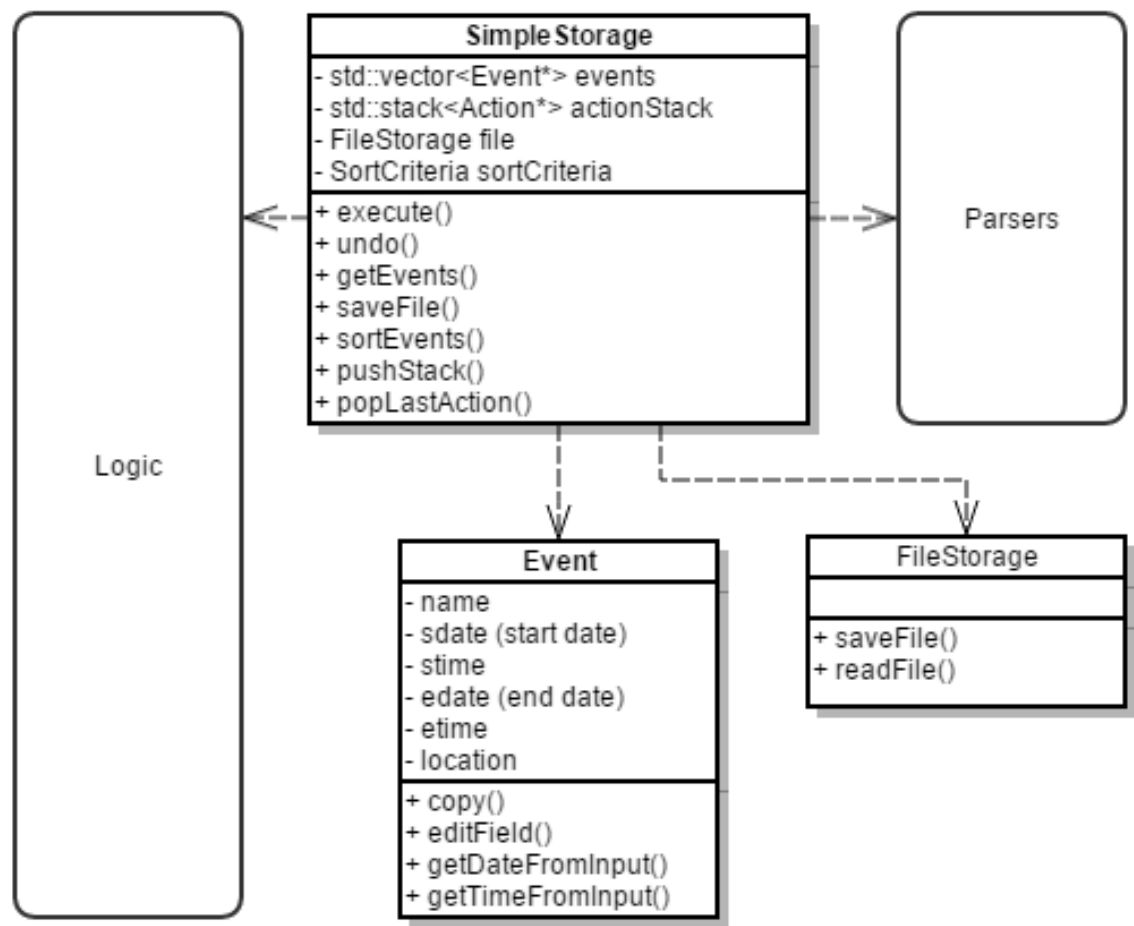 SimpleStorage
- std::vector<Event*> events
- std::stack<Action*> actionStack
- FileStorage file
- SortCriteria sortCriteria
+ execute()
+ undo()
+ getEvents()
+ saveFile()
+ sortEvents()
+ pushStack()
+ popLastAction()
Logic
Parsers
Event
- name
- sdate (start date)
- stime
- edate (end date)
- etime
- location
+ copy()
+ editField()
+ getDateFromInput()
+ getTimeFromInput()
FileStorage
+ saveFile()
+ readFile()